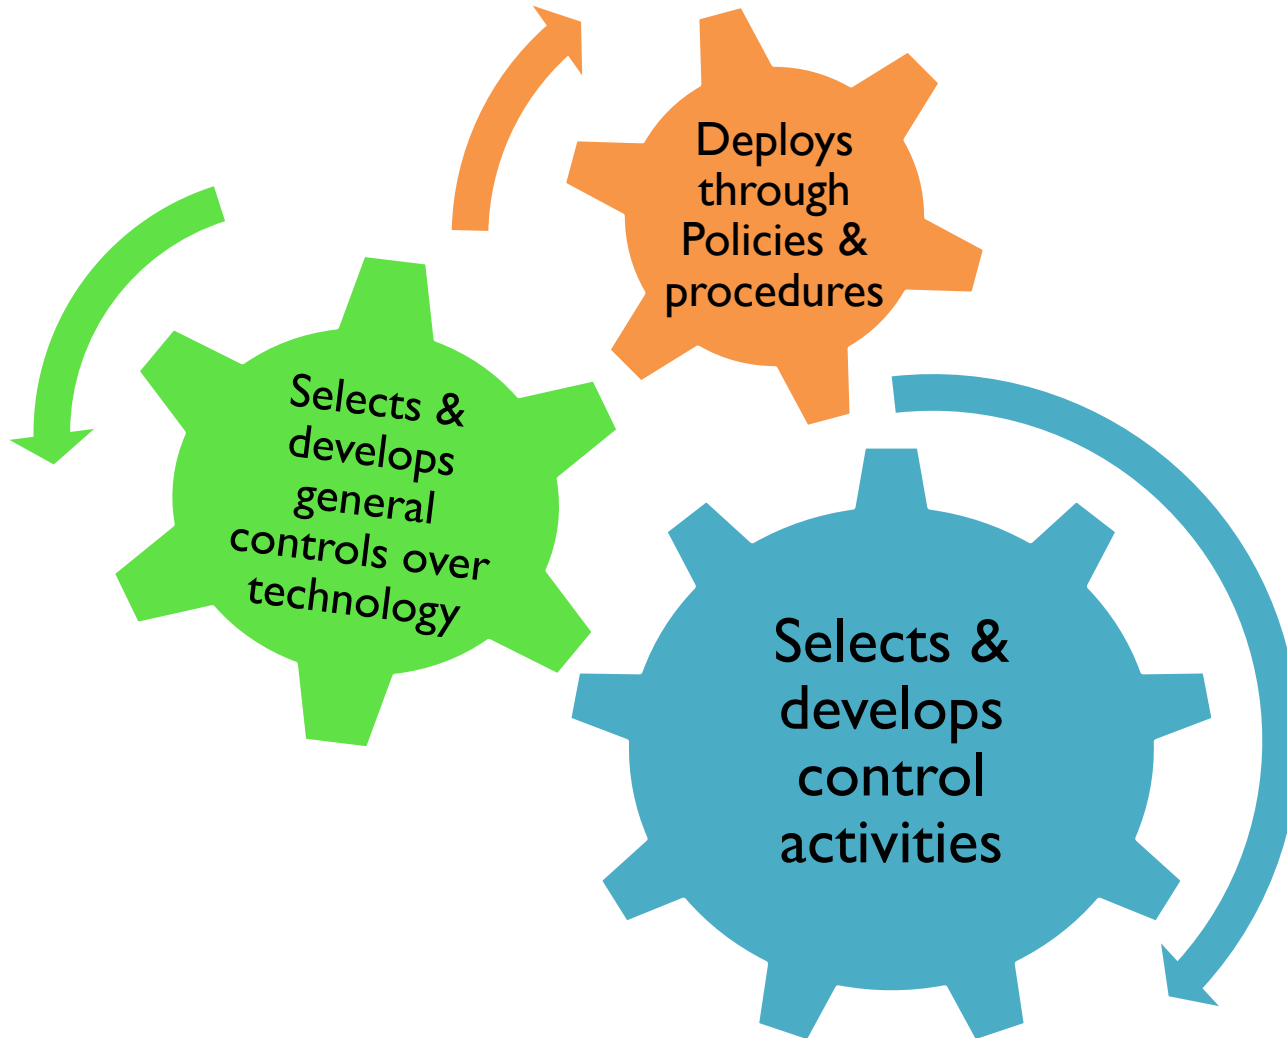 Deploys
through
Policies &
procedures
Selects &
develops
general
controls over
technology
Selects &
develops
control
activities